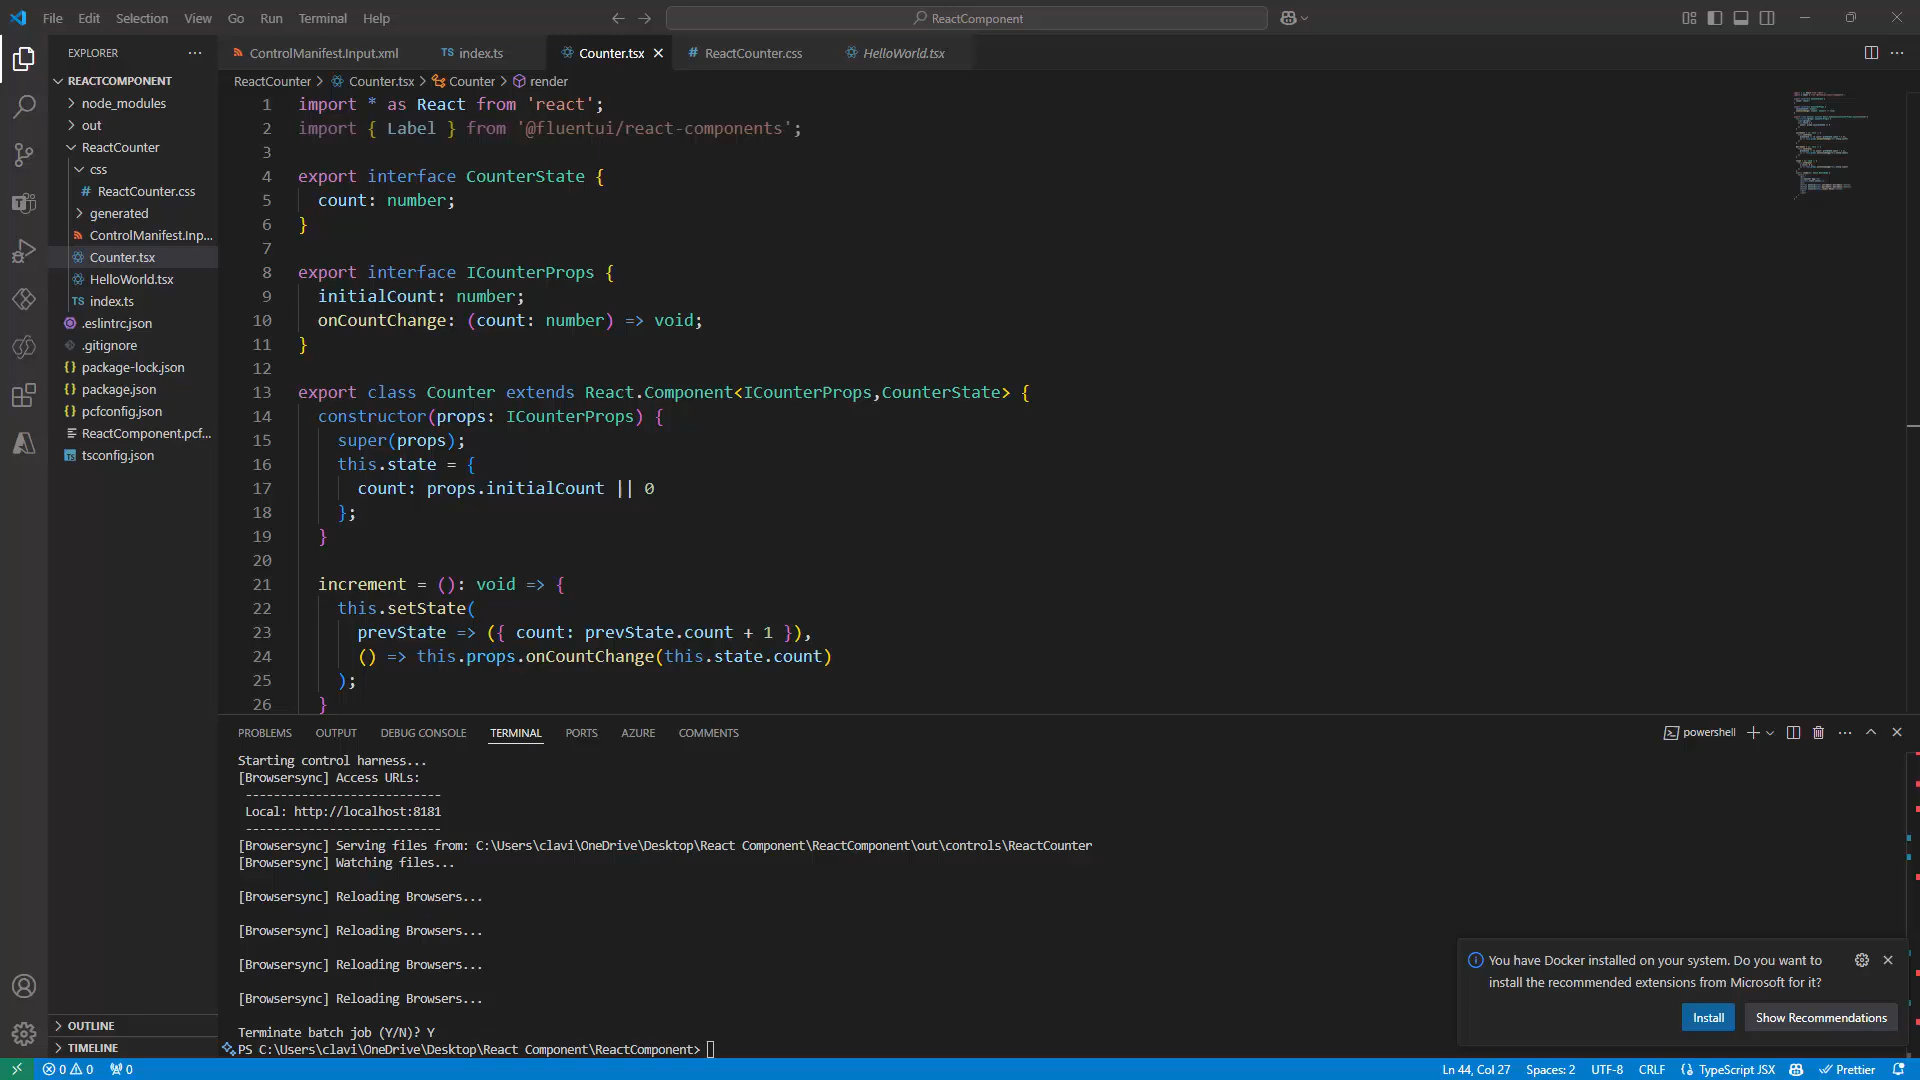 File Edit Selection View Go Run Terminal Help
ReactComponent
EXPLORER
REACTCOMPONENT
node_modules
out
ReactCounter
css
# ReactCounter.css
generated
ControlManifest.Inp...
Counter.tsx
HelloWorld.tsx
TS index.ts
.eslintrc.json
.gitignore
{} package-lock.json
{} package.json
{} pcfconfig.json
ReactComponent.pcf...
TS tsconfig.json
OUTLINE
TIMELINE
ControlManifest.Input.xml TS index.ts Counter.tsx # ReactCounter.css HelloWorld.tsx
ReactCounter > Counter.tsx > Counter > render
1 import * as React from 'react';
2 import { Label } from '@fluentui/react-components';
3
4 export interface CounterState {
5 count: number;
6 }
7
8 export interface ICounterProps {
9 initialCount: number;
10 onCountChange: (count: number) => void;
11 }
12
13 export class Counter extends React.Component<ICounterProps,CounterState> {
14 constructor(props: ICounterProps) {
15 super(props);
16 this.state = {
17 count: props.initialCount || 0
18 };
19 }
20
21 increment = (): void => {
22 this.setState(
23 prevState => ({ count: prevState.count + 1 }),
24 () => this.props.onCountChange(this.state.count)
25 );
26 }
PROBLEMS OUTPUT DEBUG CONSOLE TERMINAL PORTS AZURE COMMENTS
powershell
Starting control harness...
[Browsersync] Access URLs:
----------------------------
Local: http://localhost:8181
----------------------------
[Browsersync] Serving files from: C:\Users\clavi\OneDrive\Desktop\React Component\ReactComponent\out\controls\ReactCounter
[Browsersync] Watching files...
[Browsersync] Reloading Browsers...
[Browsersync] Reloading Browsers...
[Browsersync] Reloading Browsers...
[Browsersync] Reloading Browsers...
Terminate batch job (Y/N)? Y
PS C:\Users\clavi\OneDrive\Desktop\React Component\ReactComponent>
You have Docker installed on your system. Do you want to
install the recommended extensions from Microsoft for it?
Install Show Recommendations
0 0 0 Ln 44, Col 27 Spaces: 2 UTF-8 CRLF {} TypeScript JSX Prettier